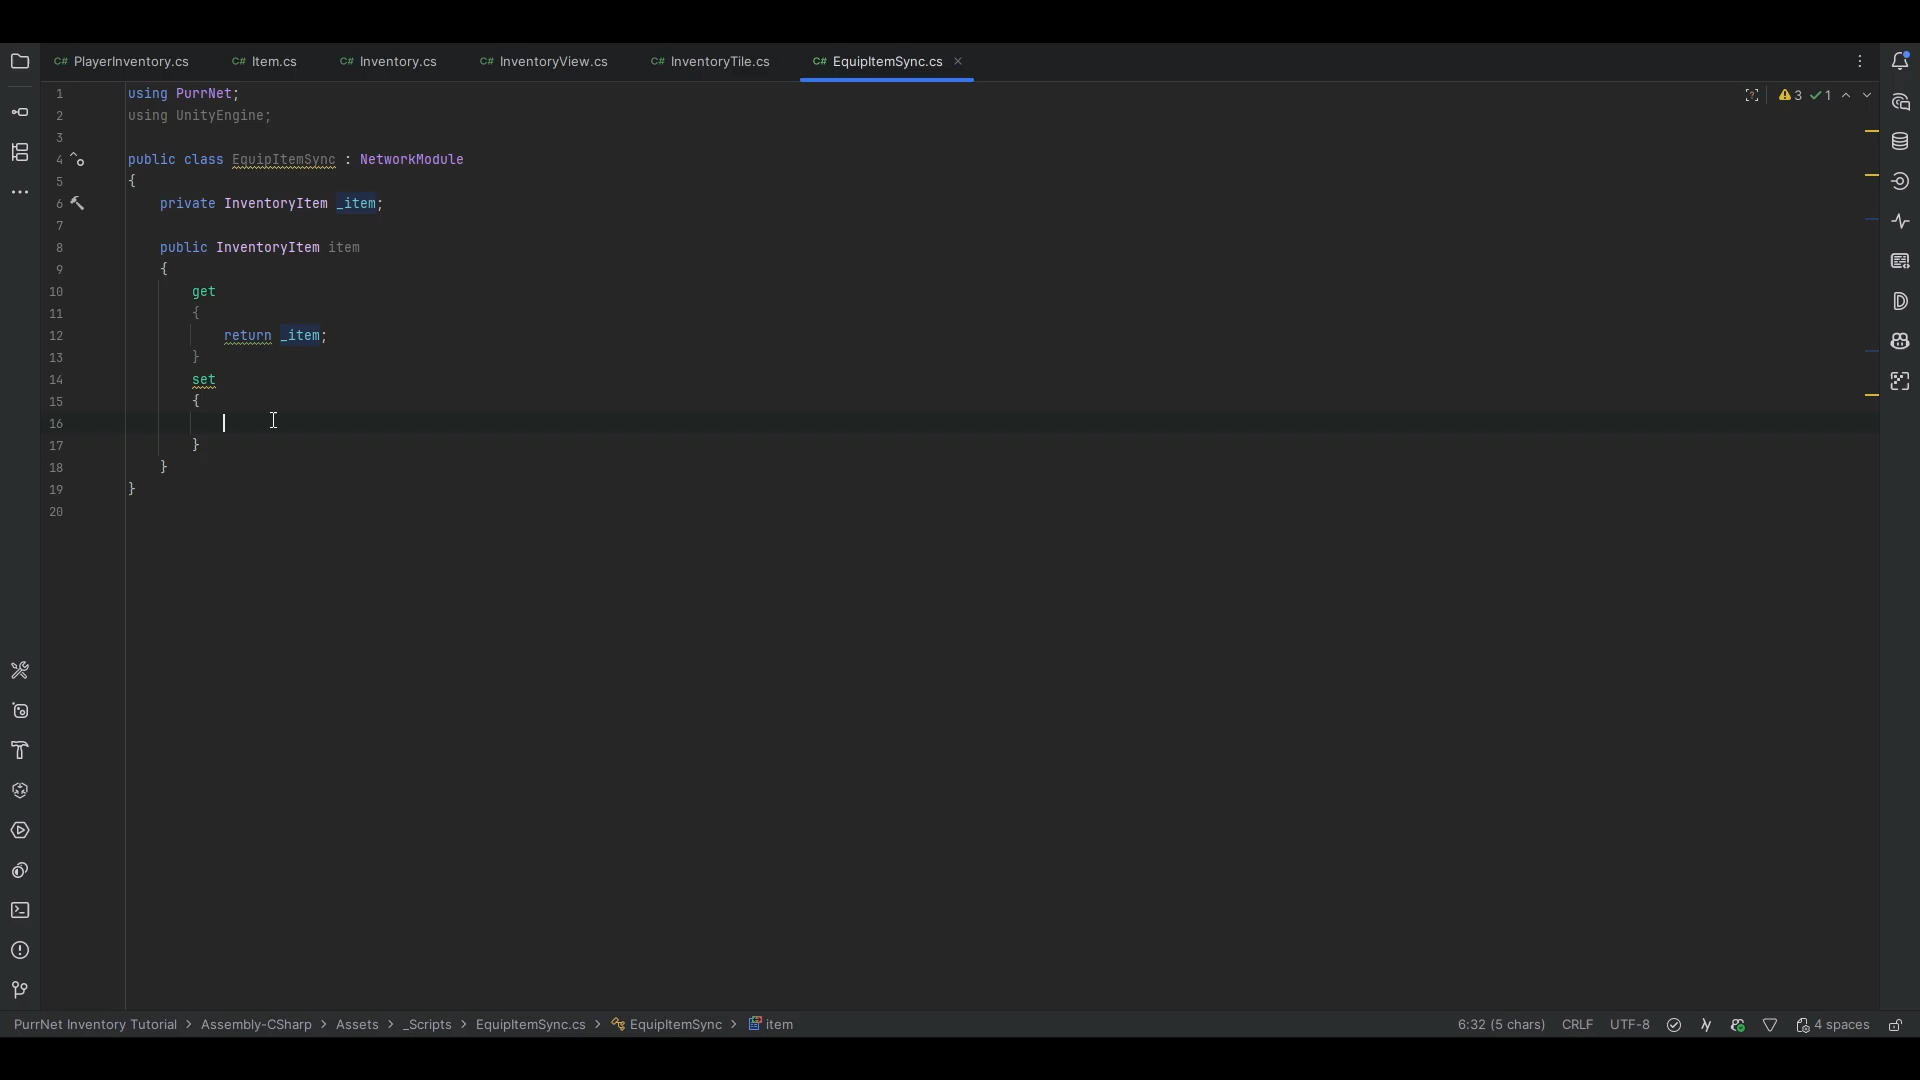 C# PlayerInventory.cs C# Item.cs C# Inventory.cs C# InventoryView.cs C# InventoryTile.cs C# EquipItemSync.cs
3 1
1 using PurrNet;
2 using UnityEngine;
3
4 public class EquipItemSync : NetworkModule
5 {
6 private InventoryItem _item;
7
8 public InventoryItem item
9 {
10 get
11 {
12 return _item;
13 }
14 set
15 {
16
17 }
18 }
19 }
20
PurrNet Inventory Tutorial > Assembly-CSharp > Assets > _Scripts > EquipItemSync.cs > EquipItemSync > item 6:32 (5 chars) CRLF UTF-8 4 spaces